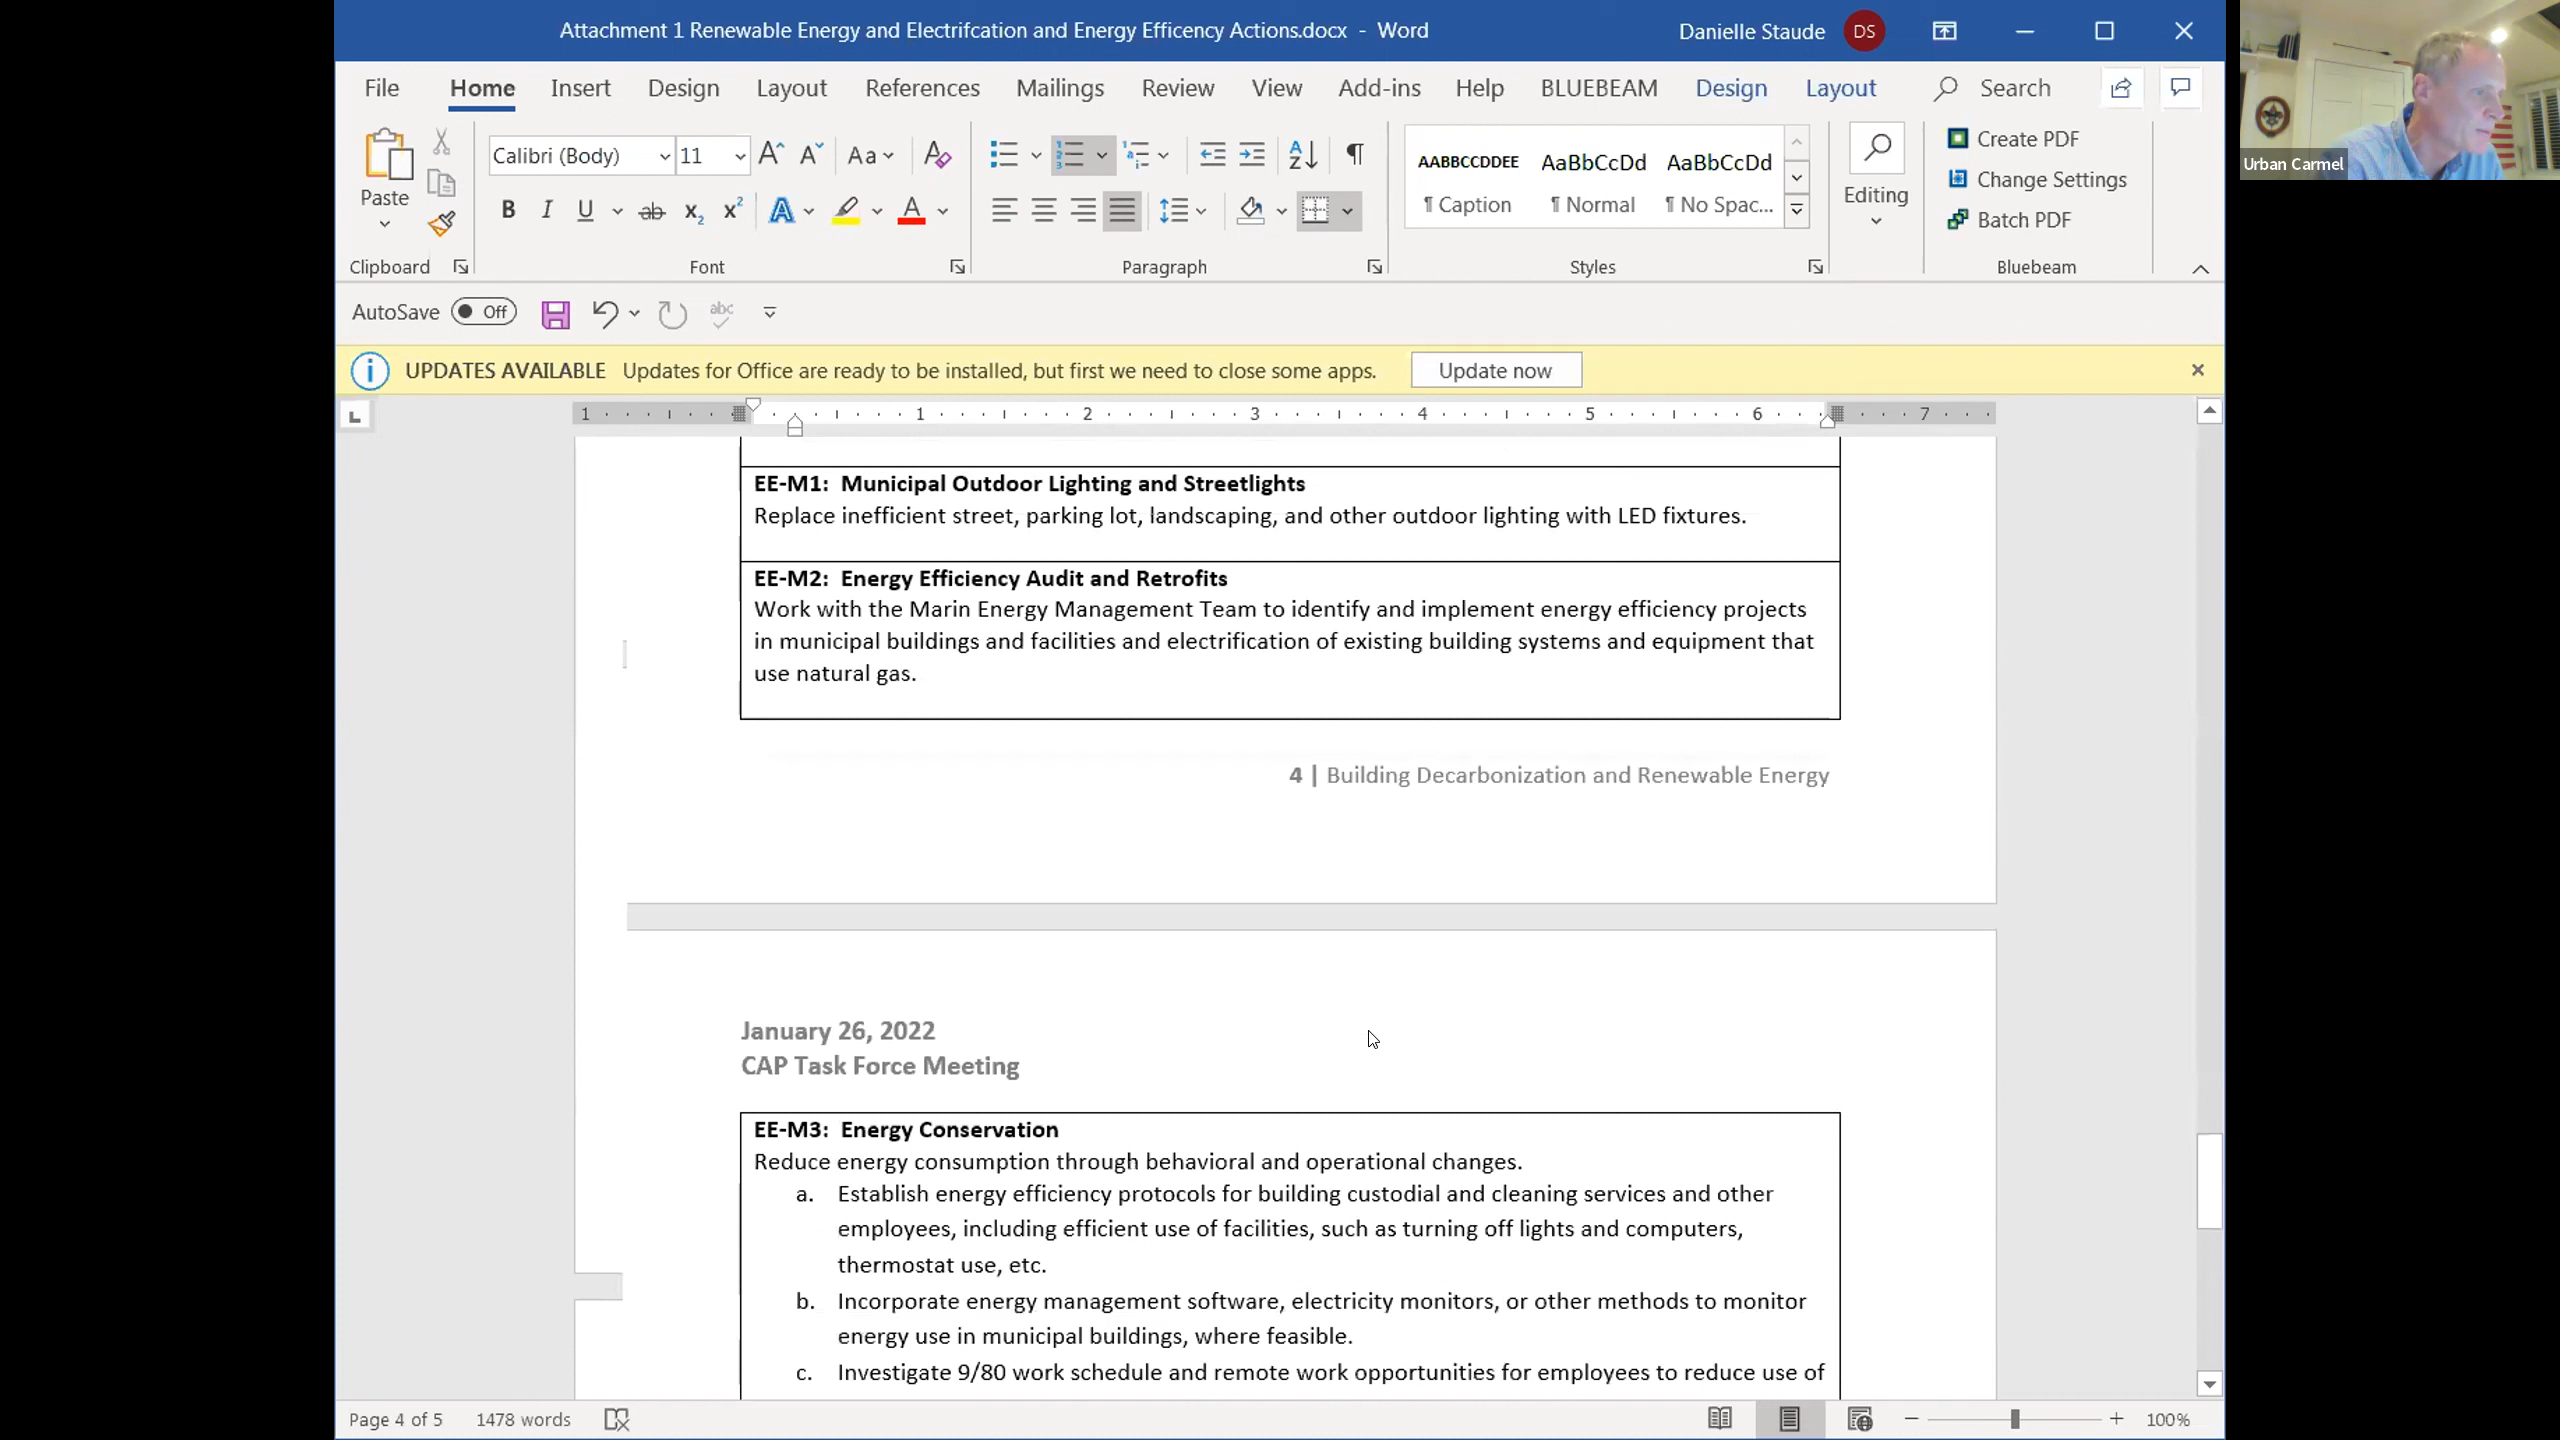 Attachment 1 Renewable Energy and Electrifcation and Energy Efficency Actions.docx - Word
Danielle Staude DS
Urban Carmel
File Home Insert Design Layout References Mailings Review View Add-ins Help BLUEBEAM Design Layout Search
Paste
Calibri (Body) 11
AABBCCDDEE AaBbCcDd AaBbCcDd
¶ Caption ¶ Normal ¶ No Spac...
Editing
Create PDF
Change Settings
Batch PDF
Clipboard Font Paragraph Styles Bluebeam
AutoSave Off
UPDATES AVAILABLE Updates for Office are ready to be installed, but first we need to close some apps. Update now
1 1 2 3 4 5 6 7
EE-M1: Municipal Outdoor Lighting and Streetlights
Replace inefficient street, parking lot, landscaping, and other outdoor lighting with LED fixtures.
EE-M2: Energy Efficiency Audit and Retrofits
Work with the Marin Energy Management Team to identify and implement energy efficiency projects
in municipal buildings and facilities and electrification of existing building systems and equipment that
use natural gas.
4 | Building Decarbonization and Renewable Energy
January 26, 2022
CAP Task Force Meeting
EE-M3: Energy Conservation
Reduce energy consumption through behavioral and operational changes.
a. Establish energy efficiency protocols for building custodial and cleaning services and other
employees, including efficient use of facilities, such as turning off lights and computers,
thermostat use, etc.
b. Incorporate energy management software, electricity monitors, or other methods to monitor
energy use in municipal buildings, where feasible.
c. Investigate 9/80 work schedule and remote work opportunities for employees to reduce use of
Page 4 of 5 1478 words 100%